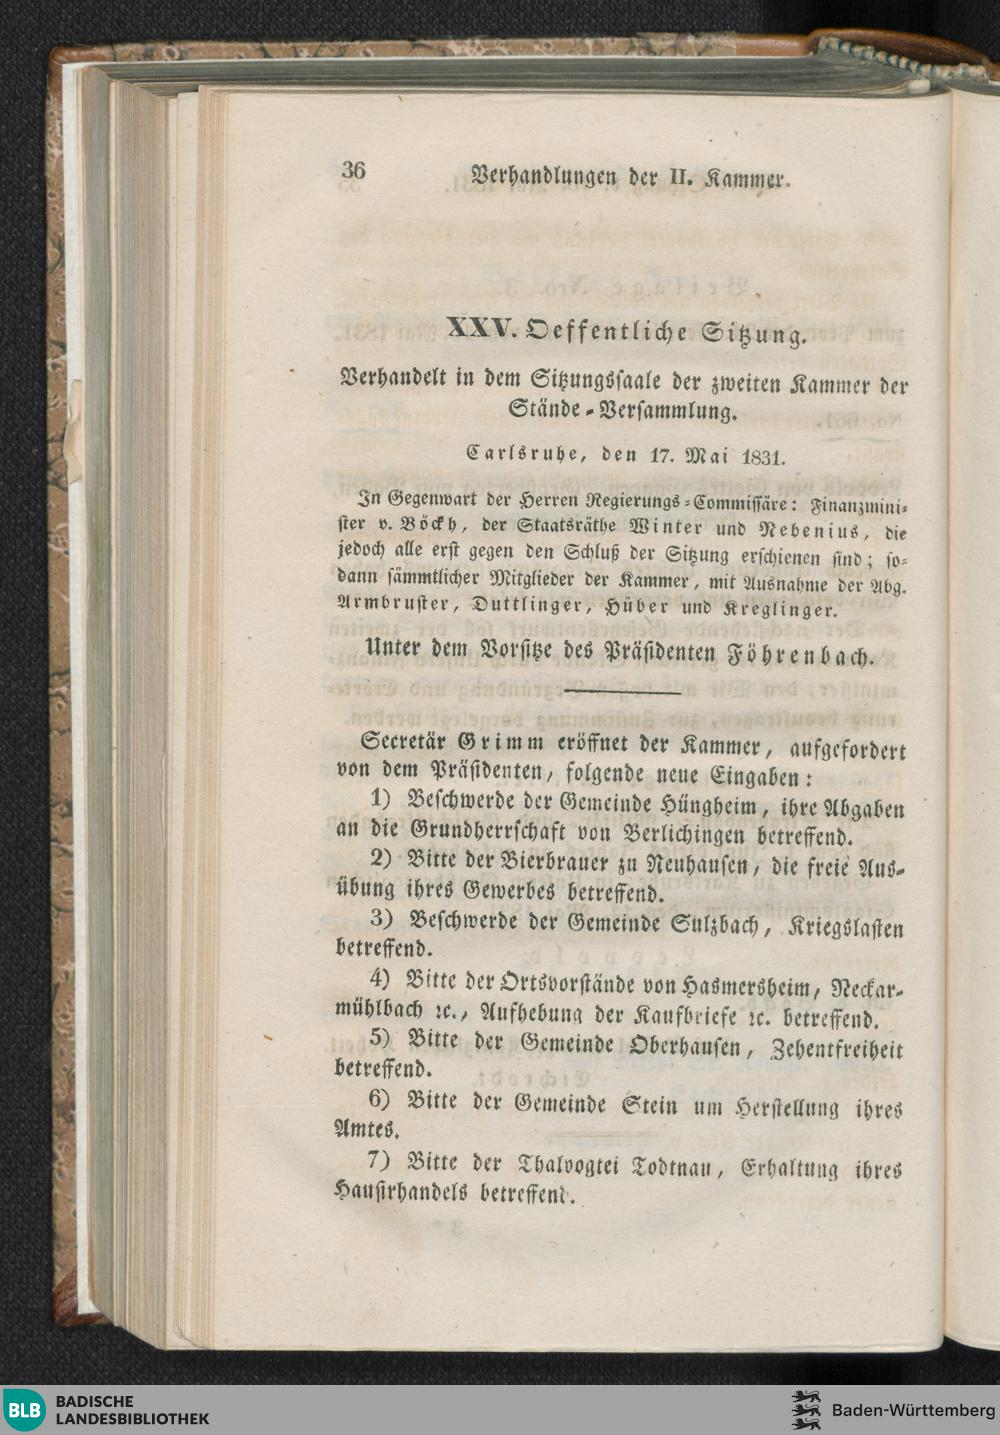 36 Verhandlungen der II. Kammer.
XXV. Oeffentliche Sitzung.
Verhandelt in dem Sitzungssaale der zweiten Kammer der
Stände-Versammlung.
Carlsruhe, den 17. Mai 1831.
In Gegenwart der Herren Regierungs-Commissäre: Finanzmini-
ster v. Böckh, der Staatsräthe Winter und Nebenius, die
jedoch alle erst gegen den Schluß der Sitzung erschienen sind; so-
dann sämmtlicher Mitglieder der Kammer, mit Ausnahme der Abg.
Armbruster, Duttlinger, Hüber und Kreglinger.
Unter dem Vorsitze des Präsidenten Föhrenbach.
Secretär Grimm eröffnet der Kammer, aufgefordert
von dem Präsidenten, folgende neue Eingaben:
1) Beschwerde der Gemeinde Hüngheim, ihre Abgaben
an die Grundherrschaft von Berlichingen betreffend.
2) Bitte der Bierbrauer zu Neuhausen, die freie Aus-
übung ihres Gewerbes betreffend.
3) Beschwerde der Gemeinde Sulzbach, Kriegslasten
betreffend.
4) Bitte der Ortsvorstände von Hasmersheim, Neckar-
mühlbach ꝛc., Aufhebung der Kaufbriefe ꝛc. betreffend.
5) Bitte der Gemeinde Oberhausen, Zehentfreiheit
betreffend.
6) Bitte der Gemeinde Stein um Herstellung ihres
Amtes.
7) Bitte der Thalvogtei Todtnau, Erhaltung ihres
Hausirhandels betreffend.
BLB BADISCHE
LANDESBIBLIOTHEK
Baden-Württemberg